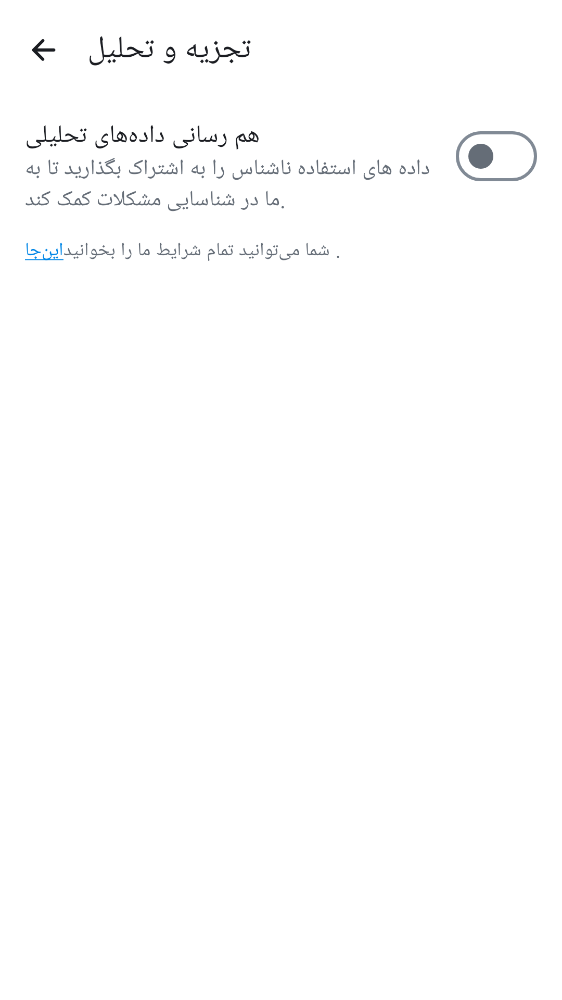 تجزیه و تحلیل
هم رسانی داده‌های تحلیلی
داده های استفاده ناشناس را به اشتراک بگذارید تا به
ما در شناسایی مشکلات کمک کند.
شما می‌توانید تمام شرایط ما را بخوانیداین‌جا .